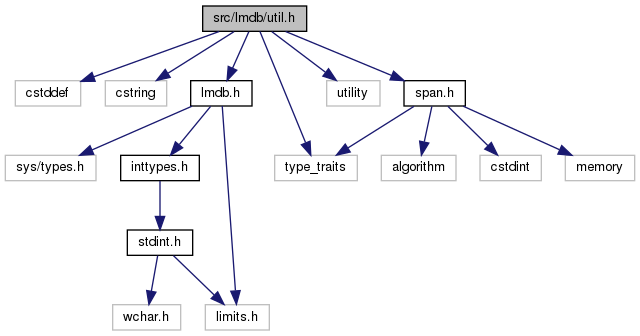 src/lmdb/util.h
cstddef
cstring
lmdb.h
utility
span.h
sys/types.h
inttypes.h
type_traits
algorithm
cstdint
memory
stdint.h
wchar.h
limits.h